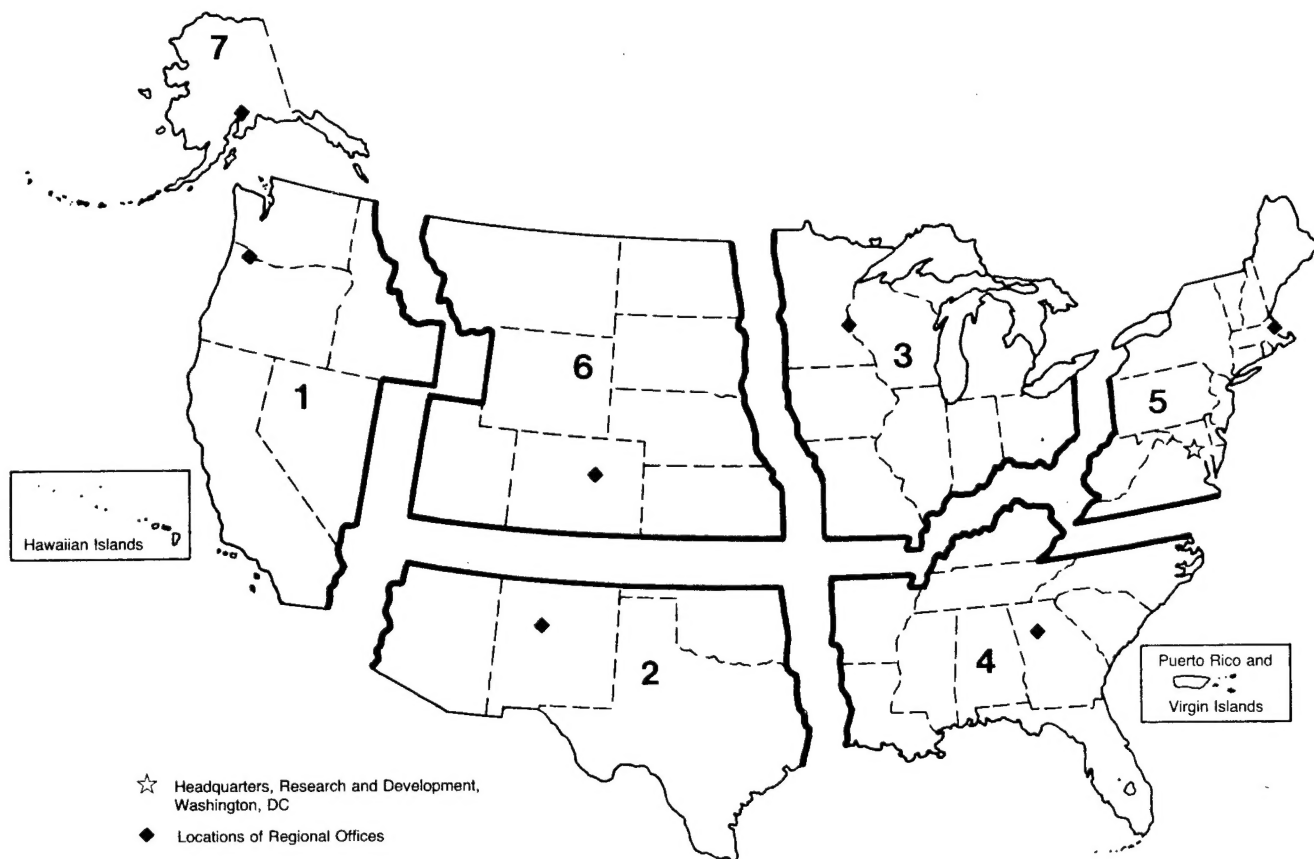 7
6
3
1
5
Hawaiian Islands
2
4
Puerto Rico and
Virgin Islands
Headquarters, Research and Development,
Washington, DC
Locations of Regional Offices